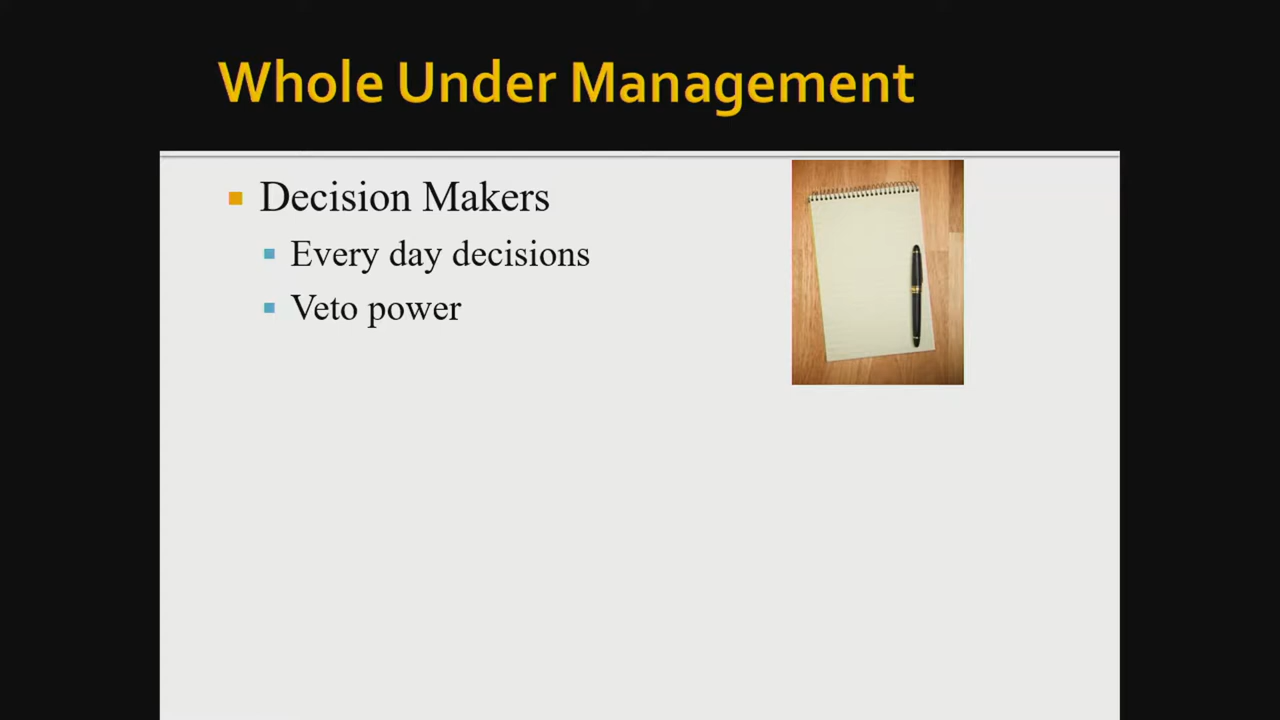 Whole Under Management
Decision Makers
Every day decisions
Veto power